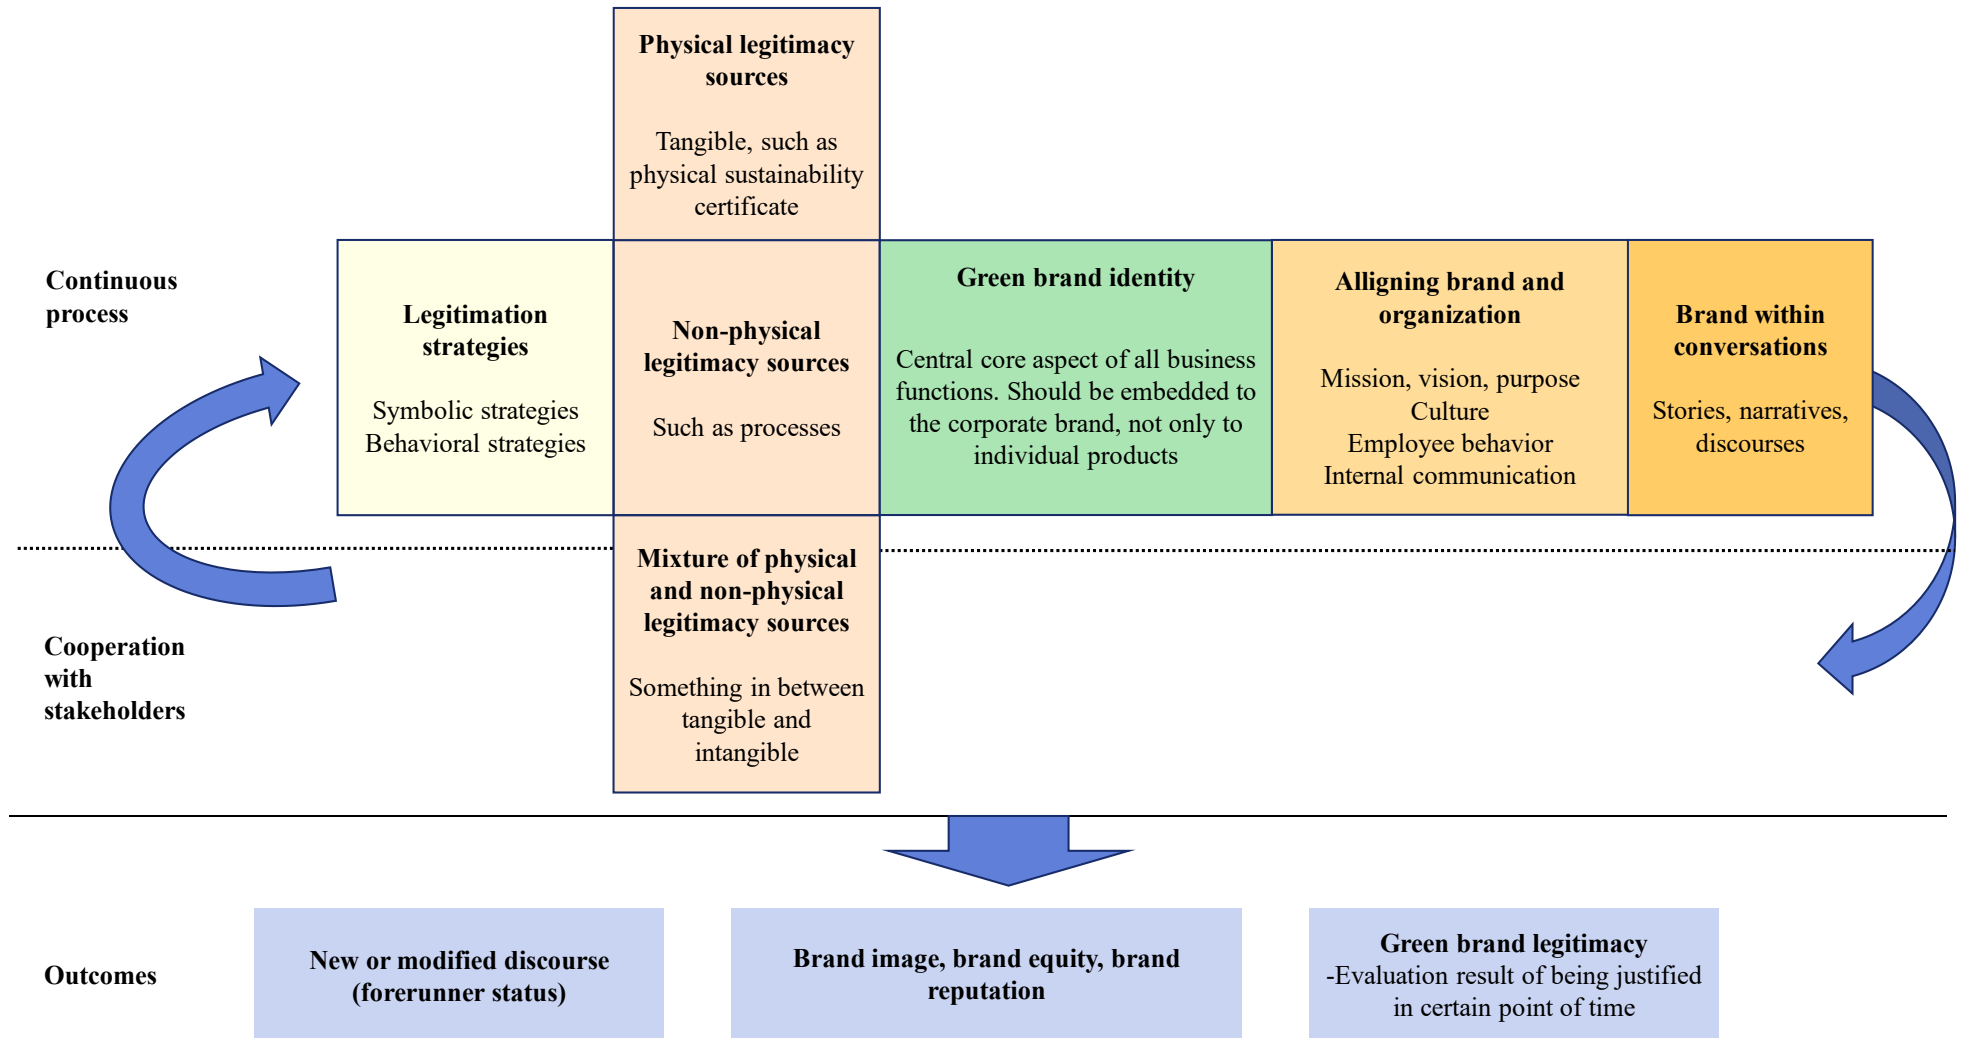 Physical legitimacy
sources
Tangible, such as
physical sustainability
certificate
Continuous
process
Legitimation
strategies
Symbolic strategies
Behavioral strategies
Non-physical
legitimacy sources
Such as processes
Green brand identity
Central core aspect of all business
functions. Should be embedded to
the corporate brand, not only to
individual products
Alligning brand and
organization
Mission, vision, purpose
Culture
Employee behavior
Internal communication
Brand within
conversations
Stories, narratives,
discourses
Mixture of physical
and non-physical
legitimacy sources
Something in between
tangible and
intangible
Cooperation
with
stakeholders
Outcomes
New or modified discourse
(forerunner status)
Brand image, brand equity, brand
reputation
Green brand legitimacy
-Evaluation result of being justified
in certain point of time